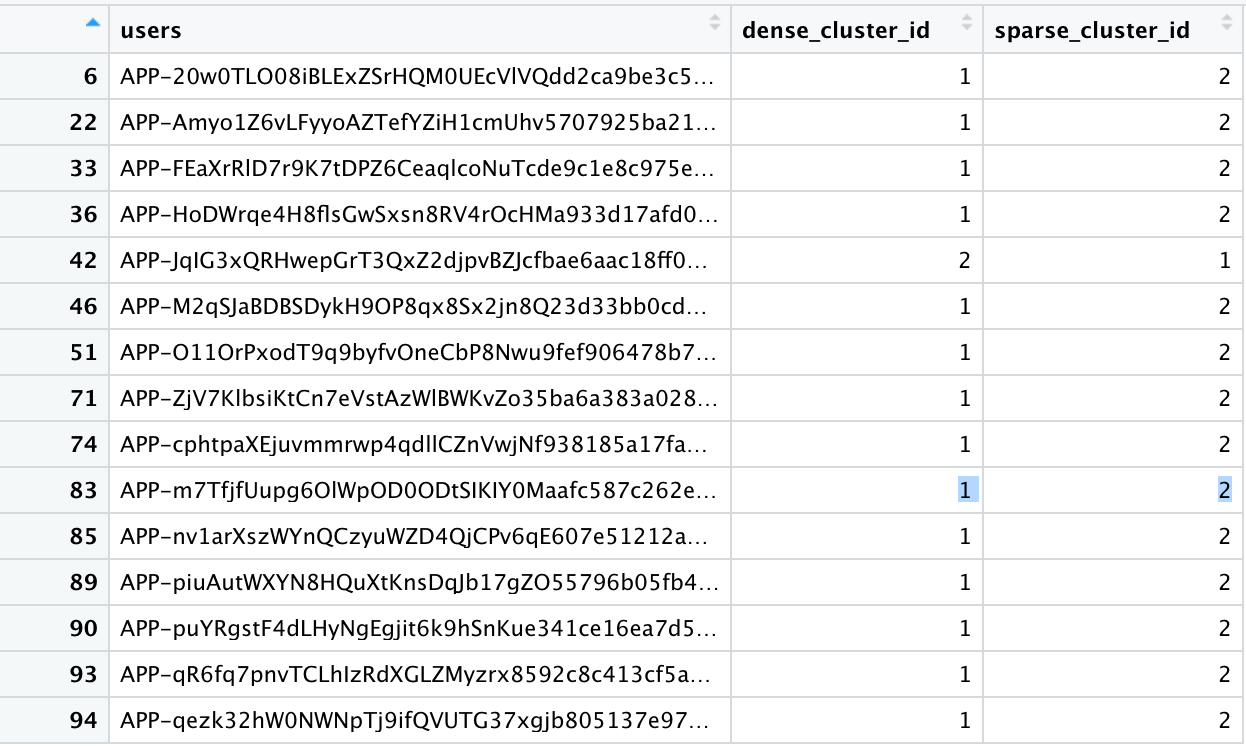 users dense_cluster_id sparse_cluster_id
6 APP-20w0TLO08iBLExZSrHQM0UEcVlVQdd2ca9be3c5... 1 2
22 APP-Amyo1Z6vLFyyoAZTefYZiH1cmUhv5707925ba21... 1 2
33 APP-FEaXrRlD7r9K7tDPZ6CeaqlcoNuTcde9c1e8c975e... 1 2
36 APP-HoDWrqe4H8flsGwSxsn8RV4rOcHMa933d17afd0... 1 2
42 APP-JqIG3xQRHwepGrT3QxZ2djpvBZJcfbae6aac18ff0... 2 1
46 APP-M2qSJaBDBSDykH9OP8qx8Sx2jn8Q23d33bb0cd... 1 2
51 APP-O11OrPxodT9q9byfvOneCbP8Nwu9fef906478b7... 1 2
71 APP-ZjV7KlbsiKtCn7eVstAzWlBWKvZo35ba6a383a028... 1 2
74 APP-cphtpaXEjuvmmrwp4qdllCZnVwjNf938185a17fa... 1 2
83 APP-m7TfjfUupg6OlWpOD0ODtSIKIY0Maafc587c262e... 1 2
85 APP-nv1arXszWYnQCzyuWZD4QjCPv6qE607e51212a... 1 2
89 APP-piuAutWXYN8HQuXtKnsDqJb17gZO55796b05fb4... 1 2
90 APP-puYRgstF4dLHyNgEgjit6k9hSnKue341ce16ea7d5... 1 2
93 APP-qR6fq7pnvTCLhIzRdXGLZMyzrx8592c8c413cf5a... 1 2
94 APP-qezk32hW0NWNpTj9ifQVUTG37xgjb805137e97... 1 2